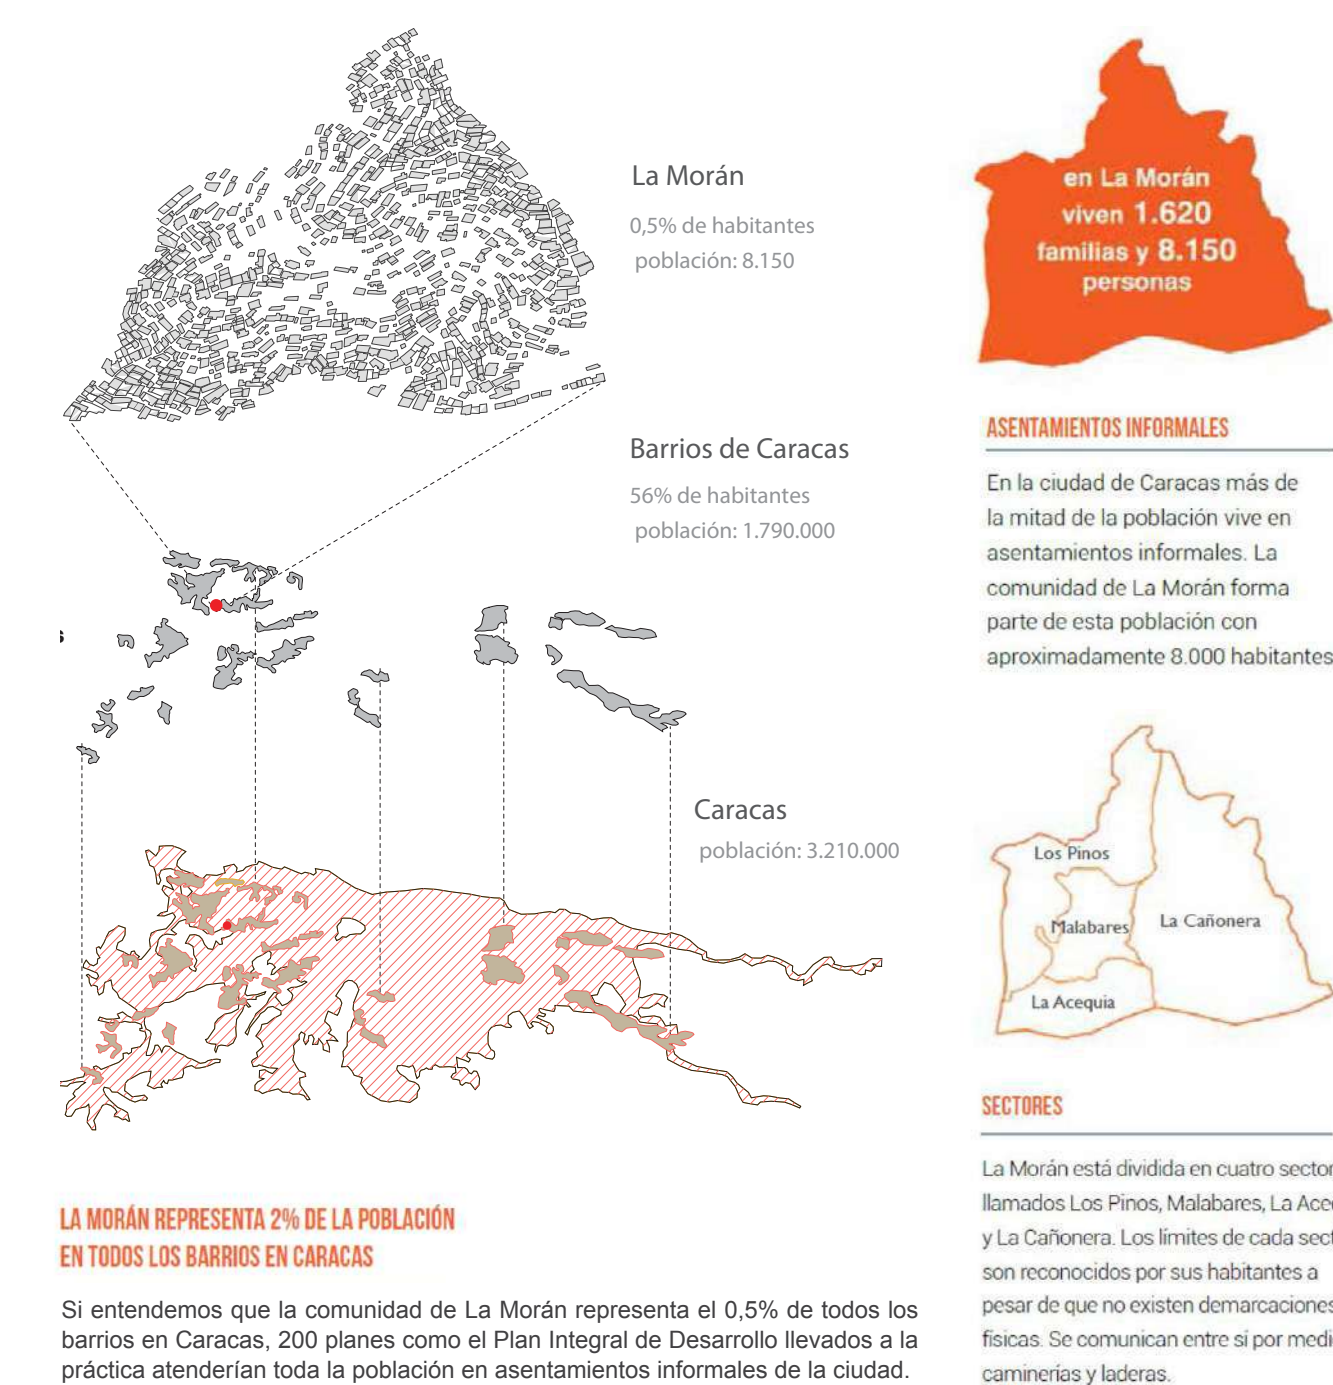 La Morán
0,5% de habitantes
población: 8.150
Barrios de Caracas
56% de habitantes
población: 1.790.000
Caracas
población: 3.210.000
LA MORÁN REPRESENTA 2% DE LA POBLACIÓN
EN TODOS LOS BARRIOS EN CARACAS
Si entendemos que la comunidad de La Morán representa el 0,5% de todos los
barrios en Caracas, 200 planes como el Plan Integral de Desarrollo llevados a la
práctica atenderían toda la población en asentamientos informales de la ciudad.
en La Morán
viven 1.620
familias y 8.150
personas
ASENTAMIENTOS INFORMALES
En la ciudad de Caracas más de
la mitad de la población vive en
asentamientos informales. La
comunidad de La Morán forma
parte de esta población con
aproximadamente 8.000 habitantes
Los Pinos
Malabares
La Cañonera
La Acequia
SECTORES
La Morán está dividida en cuatro
llamados Los Pinos, Malabares, La
y La Cañonera. Los límites de cada
son reconocidos por sus habitantes a
pesar de que no existen demarcaciones
físicas. Se comunican entre si por
caminerías y laderas.